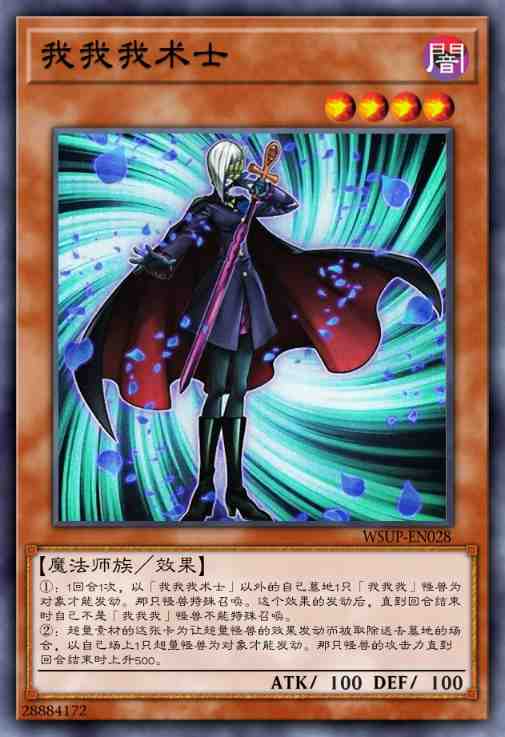 我我我术士
闇
WSUP-EN028
【魔法师族／效果】
①：1回合1次，以「我我我术士」以外的自己墓地1只「我我我」怪兽为
对象才能发动。那只怪兽特殊召唤。这个效果的发动后，直到回合结束
时自己不是「我我我」怪兽不能特殊召唤。
②：超量素材的这张卡为让超量怪兽的效果发动而被取除送去墓地的场
合，以自己场上1只超量怪兽为对象才能发动。那只怪兽的攻击力直到
回合结束时上升500。
ATK/ 100 DEF/ 100
28884172